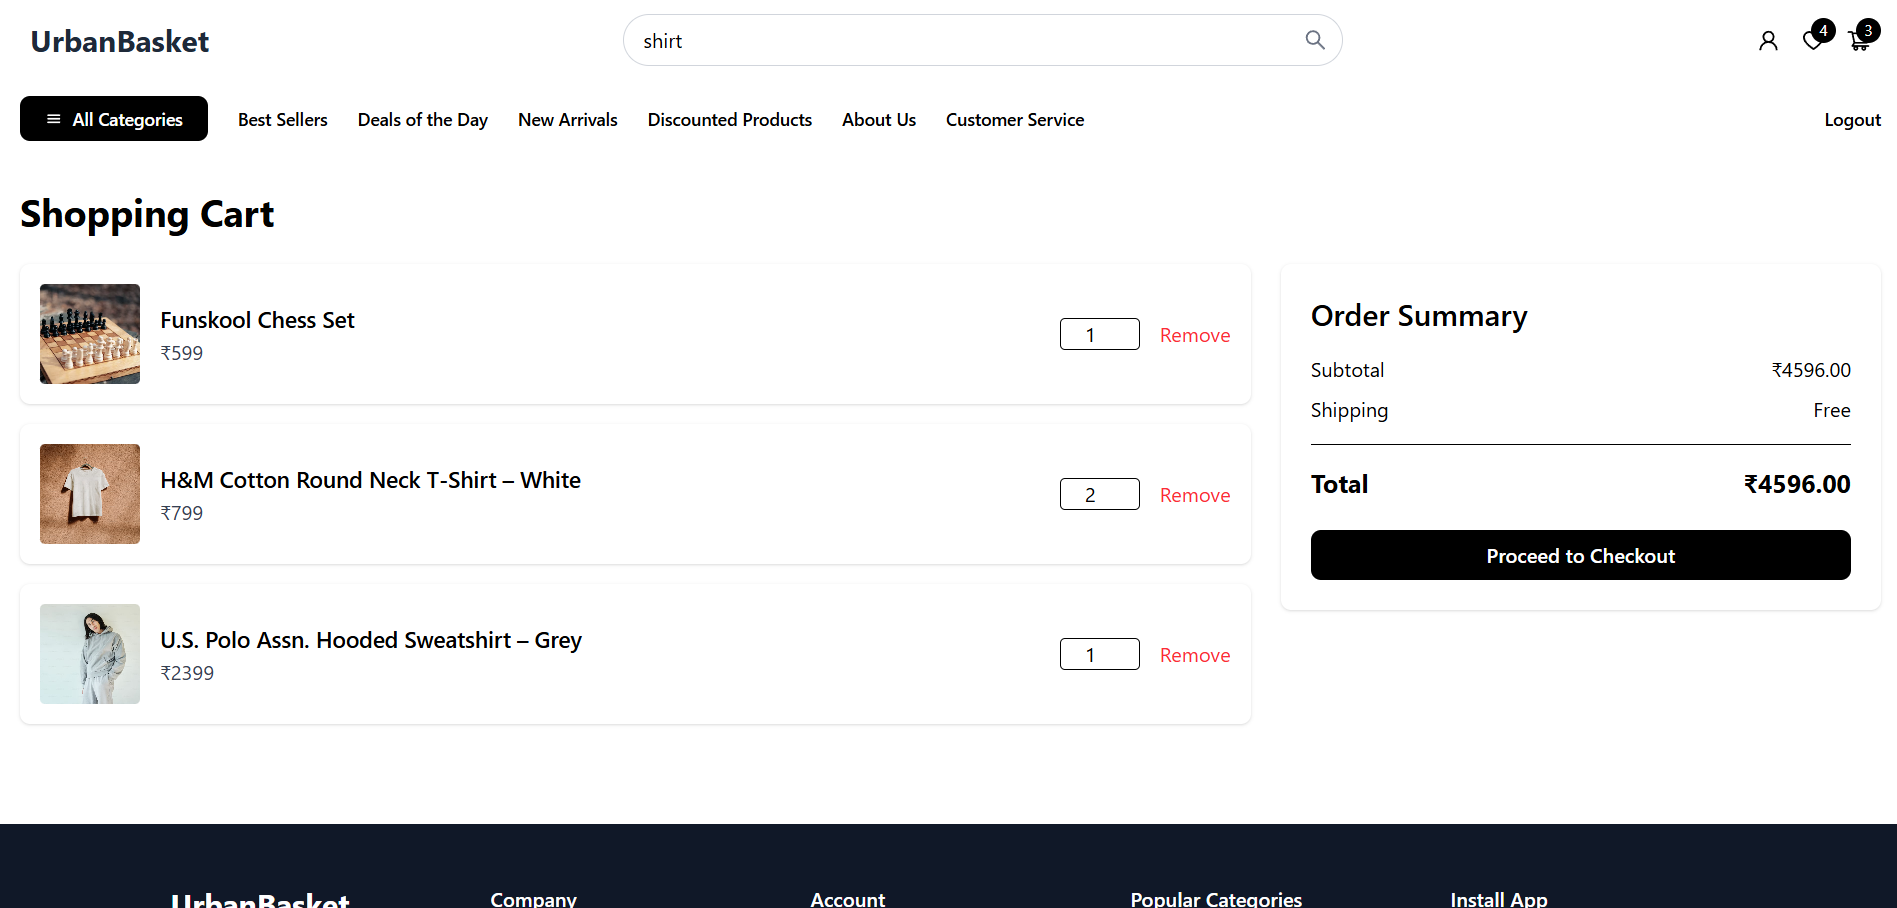 UrbanBasket
shirt
4
3
All Categories
Best Sellers
Deals of the Day
New Arrivals
Discounted Products
About Us
Customer Service
Logout
Shopping Cart
Funskool Chess Set
₹599
1
Remove
H&M Cotton Round Neck T-Shirt – White
₹799
2
Remove
U.S. Polo Assn. Hooded Sweatshirt – Grey
₹2399
1
Remove
Order Summary
Subtotal ₹4596.00
Shipping Free
Total ₹4596.00
Proceed to Checkout
UrbanBasket
Company
Account
Popular Categories
Install App